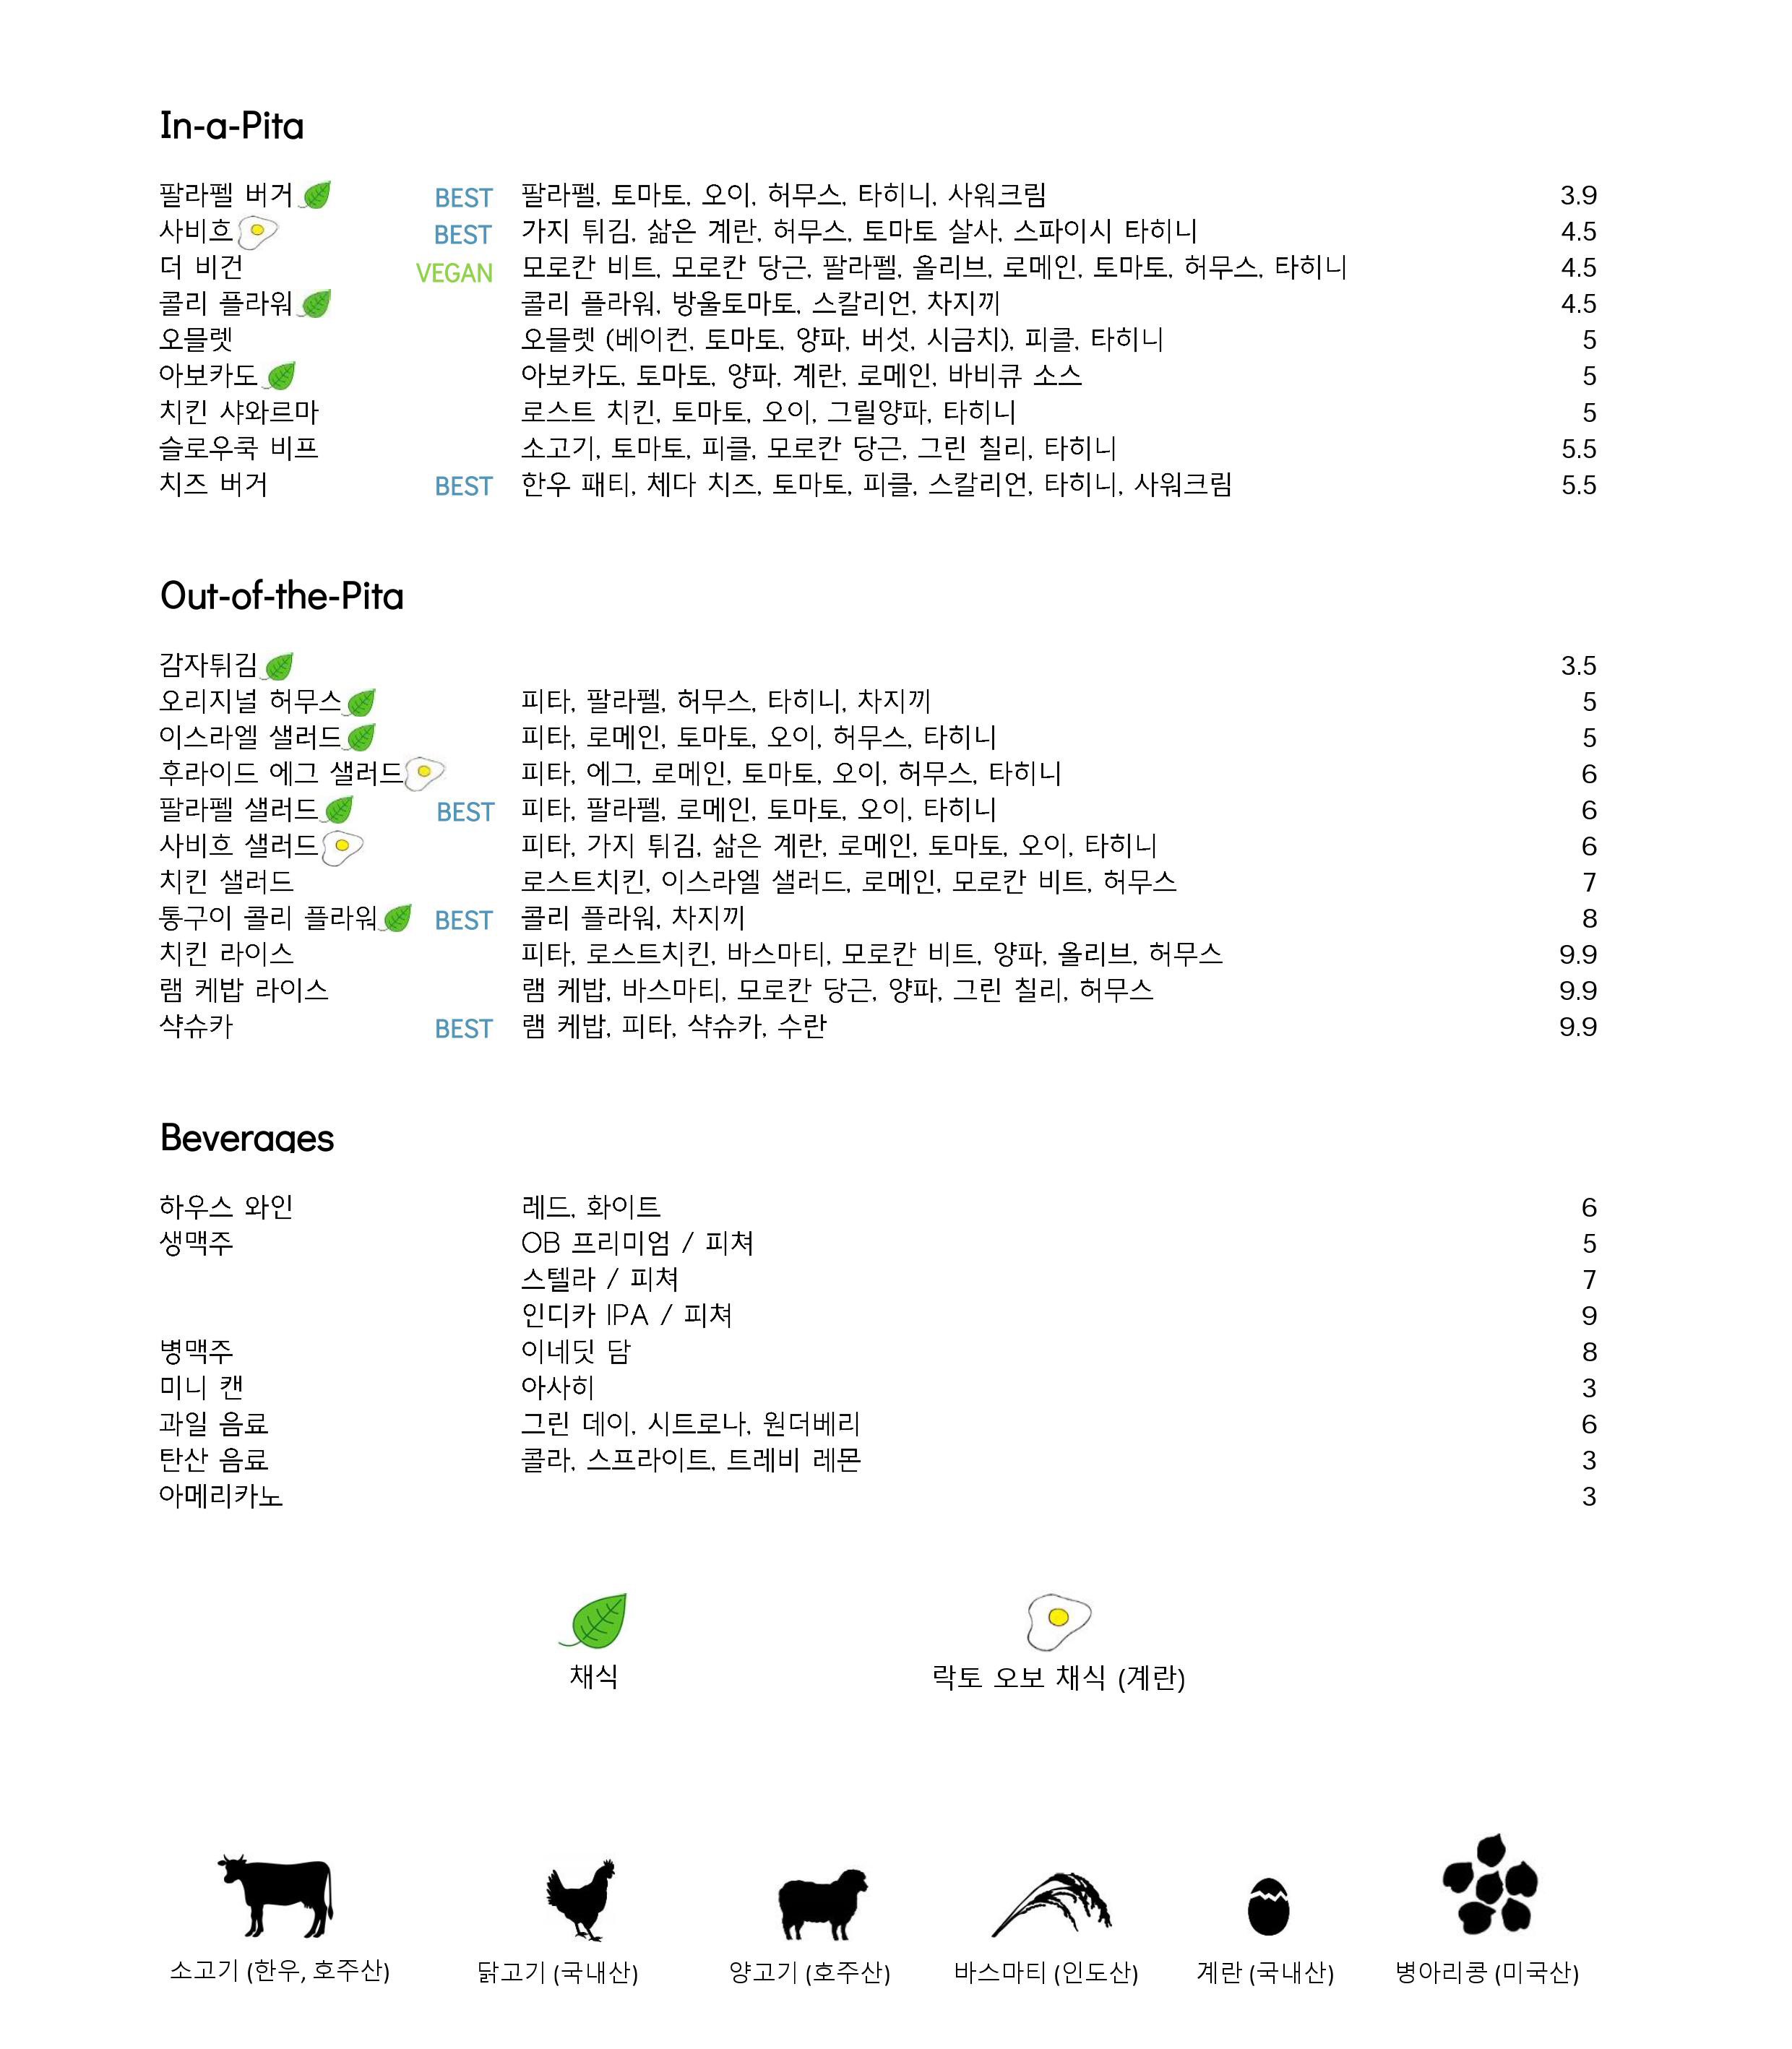 In-a-Pita
팔라펠 버거 BEST 팔라펠, 토마토, 오이, 허무스, 타히니, 사워크림 3.9
사비흐 BEST 가지 튀김, 삶은 계란, 허무스, 토마토 살사, 스파이시 타히니 4.5
더 비건 VEGAN 모로칸 비트, 모로칸 당근, 팔라펠, 올리브, 로메인, 토마토, 허무스, 타히니 4.5
콜리 플라워 콜리 플라워, 방울토마토, 스칼리언, 차지끼 4.5
오믈렛 오믈렛 (베이컨, 토마토, 양파, 버섯, 시금치), 피클, 타히니 5
아보카도 아보카도, 토마토, 양파, 계란, 로메인, 바비큐 소스 5
치킨 샤와르마 로스트 치킨, 토마토, 오이, 그릴양파, 타히니 5
슬로우쿡 비프 소고기, 토마토, 피클, 모로칸 당근, 그린 칠리, 타히니 5.5
치즈 버거 BEST 한우 패티, 체다 치즈, 토마토, 피클, 스칼리언, 타히니, 사워크림 5.5
Out-of-the-Pita
감자튀김 3.5
오리지널 허무스 피타, 팔라펠, 허무스, 타히니, 차지끼 5
이스라엘 샐러드 피타, 로메인, 토마토, 오이, 허무스, 타히니 5
후라이드 에그 샐러드 피타, 에그, 로메인, 토마토, 오이, 허무스, 타히니 6
팔라펠 샐러드 BEST 피타, 팔라펠, 로메인, 토마토, 오이, 타히니 6
사비흐 샐러드 피타, 가지 튀김, 삶은 계란, 로메인, 토마토, 오이, 타히니 6
치킨 샐러드 로스트치킨, 이스라엘 샐러드, 로메인, 모로칸 비트, 허무스 7
통구이 콜리 플라워 BEST 콜리 플라워, 차지끼 8
치킨 라이스 피타, 로스트치킨, 바스마티, 모로칸 비트, 양파, 올리브, 허무스 9.9
램 케밥 라이스 램 케밥, 바스마티, 모로칸 당근, 양파, 그린 칠리, 허무스 9.9
샥슈카 BEST 램 케밥, 피타, 샥슈카, 수란 9.9
Beverages
하우스 와인 레드, 화이트 6
생맥주 OB 프리미엄 / 피쳐 5
스텔라 / 피쳐 7
인디카 IPA / 피쳐 9
병맥주 이네딧 담 8
미니 캔 아사히 3
과일 음료 그린 데이, 시트로나, 원더베리 6
탄산 음료 콜라, 스프라이트, 트레비 레몬 3
아메리카노 3
채식 락토 오보 채식 (계란)
소고기 (한우, 호주산) 닭고기 (국내산) 양고기 (호주산) 바스마티 (인도산) 계란 (국내산) 병아리콩 (미국산)